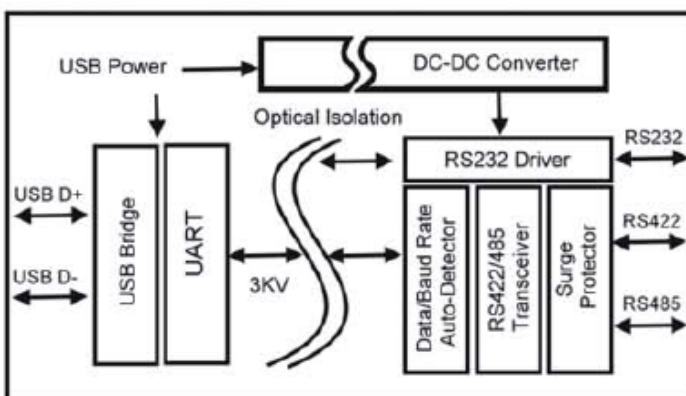 USB Power
DC-DC Converter
Optical Isolation
RS232 Driver
RS232
USB D+
USB D-
USB Bridge
UART
3KV
Data/Baud Rate
Auto-Detector
RS422/485
Transceiver
Surge
Protector
RS422
RS485